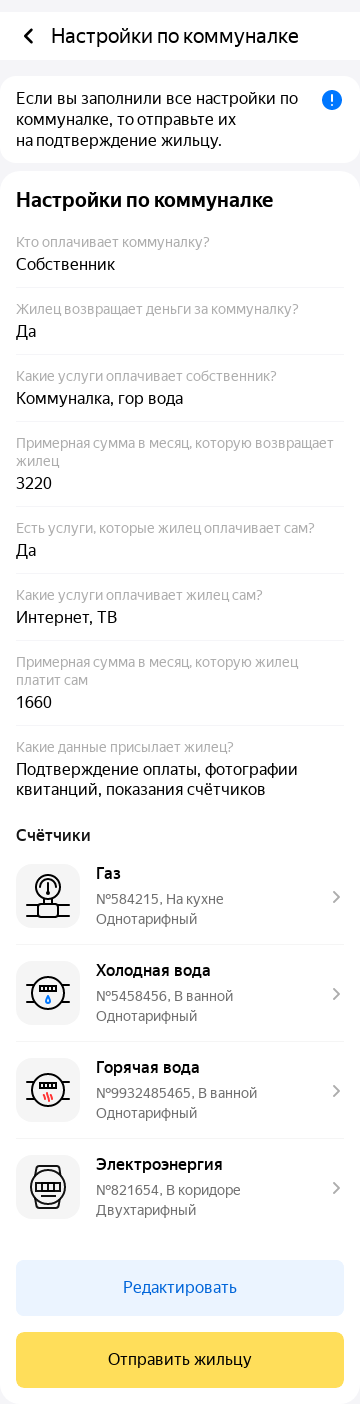 Настройки по коммуналке
Если вы заполнили все настройки по
коммуналке, то отправьте их
на подтверждение жильцу.
Настройки по коммуналке
Кто оплачивает коммуналку?
Собственник
Жилец возвращает деньги за коммуналку?
Да
Какие услуги оплачивает собственник?
Коммуналка, гор вода
Примерная сумма в месяц, которую возвращает
жилец
3220
Есть услуги, которые жилец оплачивает сам?
Да
Какие услуги оплачивает жилец сам?
Интернет, ТВ
Примерная сумма в месяц, которую жилец
платит сам
1660
Какие данные присылает жилец?
Подтверждение оплаты, фотографии
квитанций, показания счётчиков
Счётчики
Газ
№584215, На кухне
Однотарифный
Холодная вода
№5458456, В ванной
Однотарифный
Горячая вода
№9932485465, В ванной
Однотарифный
Электроэнергия
№821654, В коридоре
Двухтарифный
Редактировать
Отправить жильцу